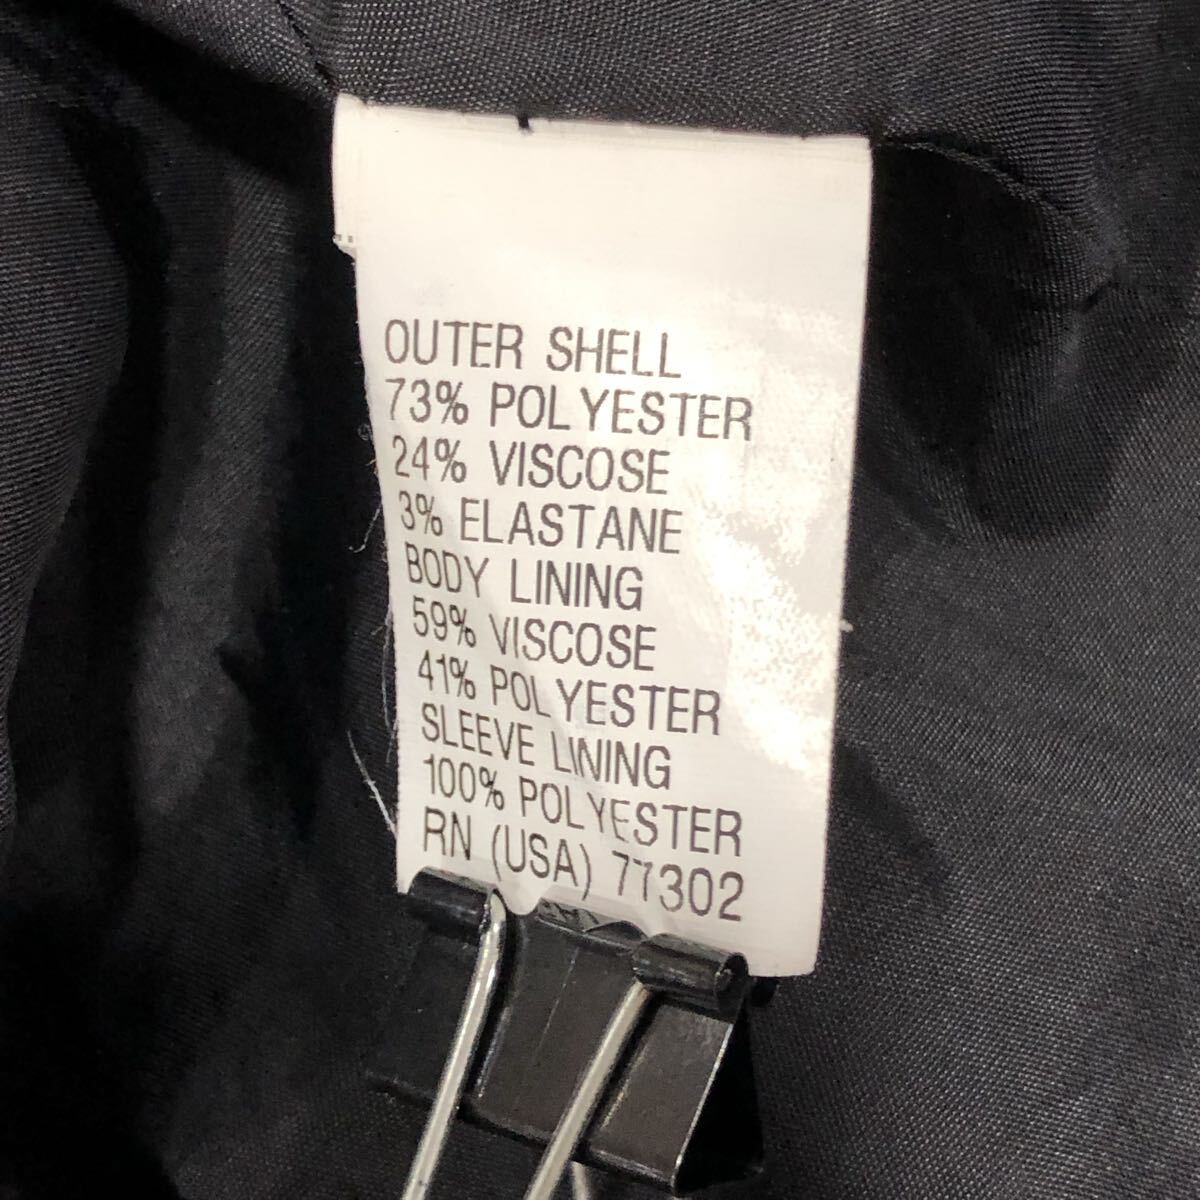 OUTER SHELL
73% POLYESTER
24% VISCOSE
3% ELASTANE
BODY LINING
59% VISCOSE
41% POLYESTER
SLEEVE LINING
100% POLYESTER
RN (USA) 77302